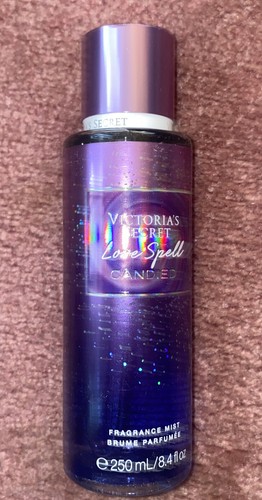 SECRET
VICTORIA'S
SECRET
Love Spell
CANDIED
FRAGRANCE MIST
BRUME PARFUMÉE
℮ 250 mL/8.4 fl oz